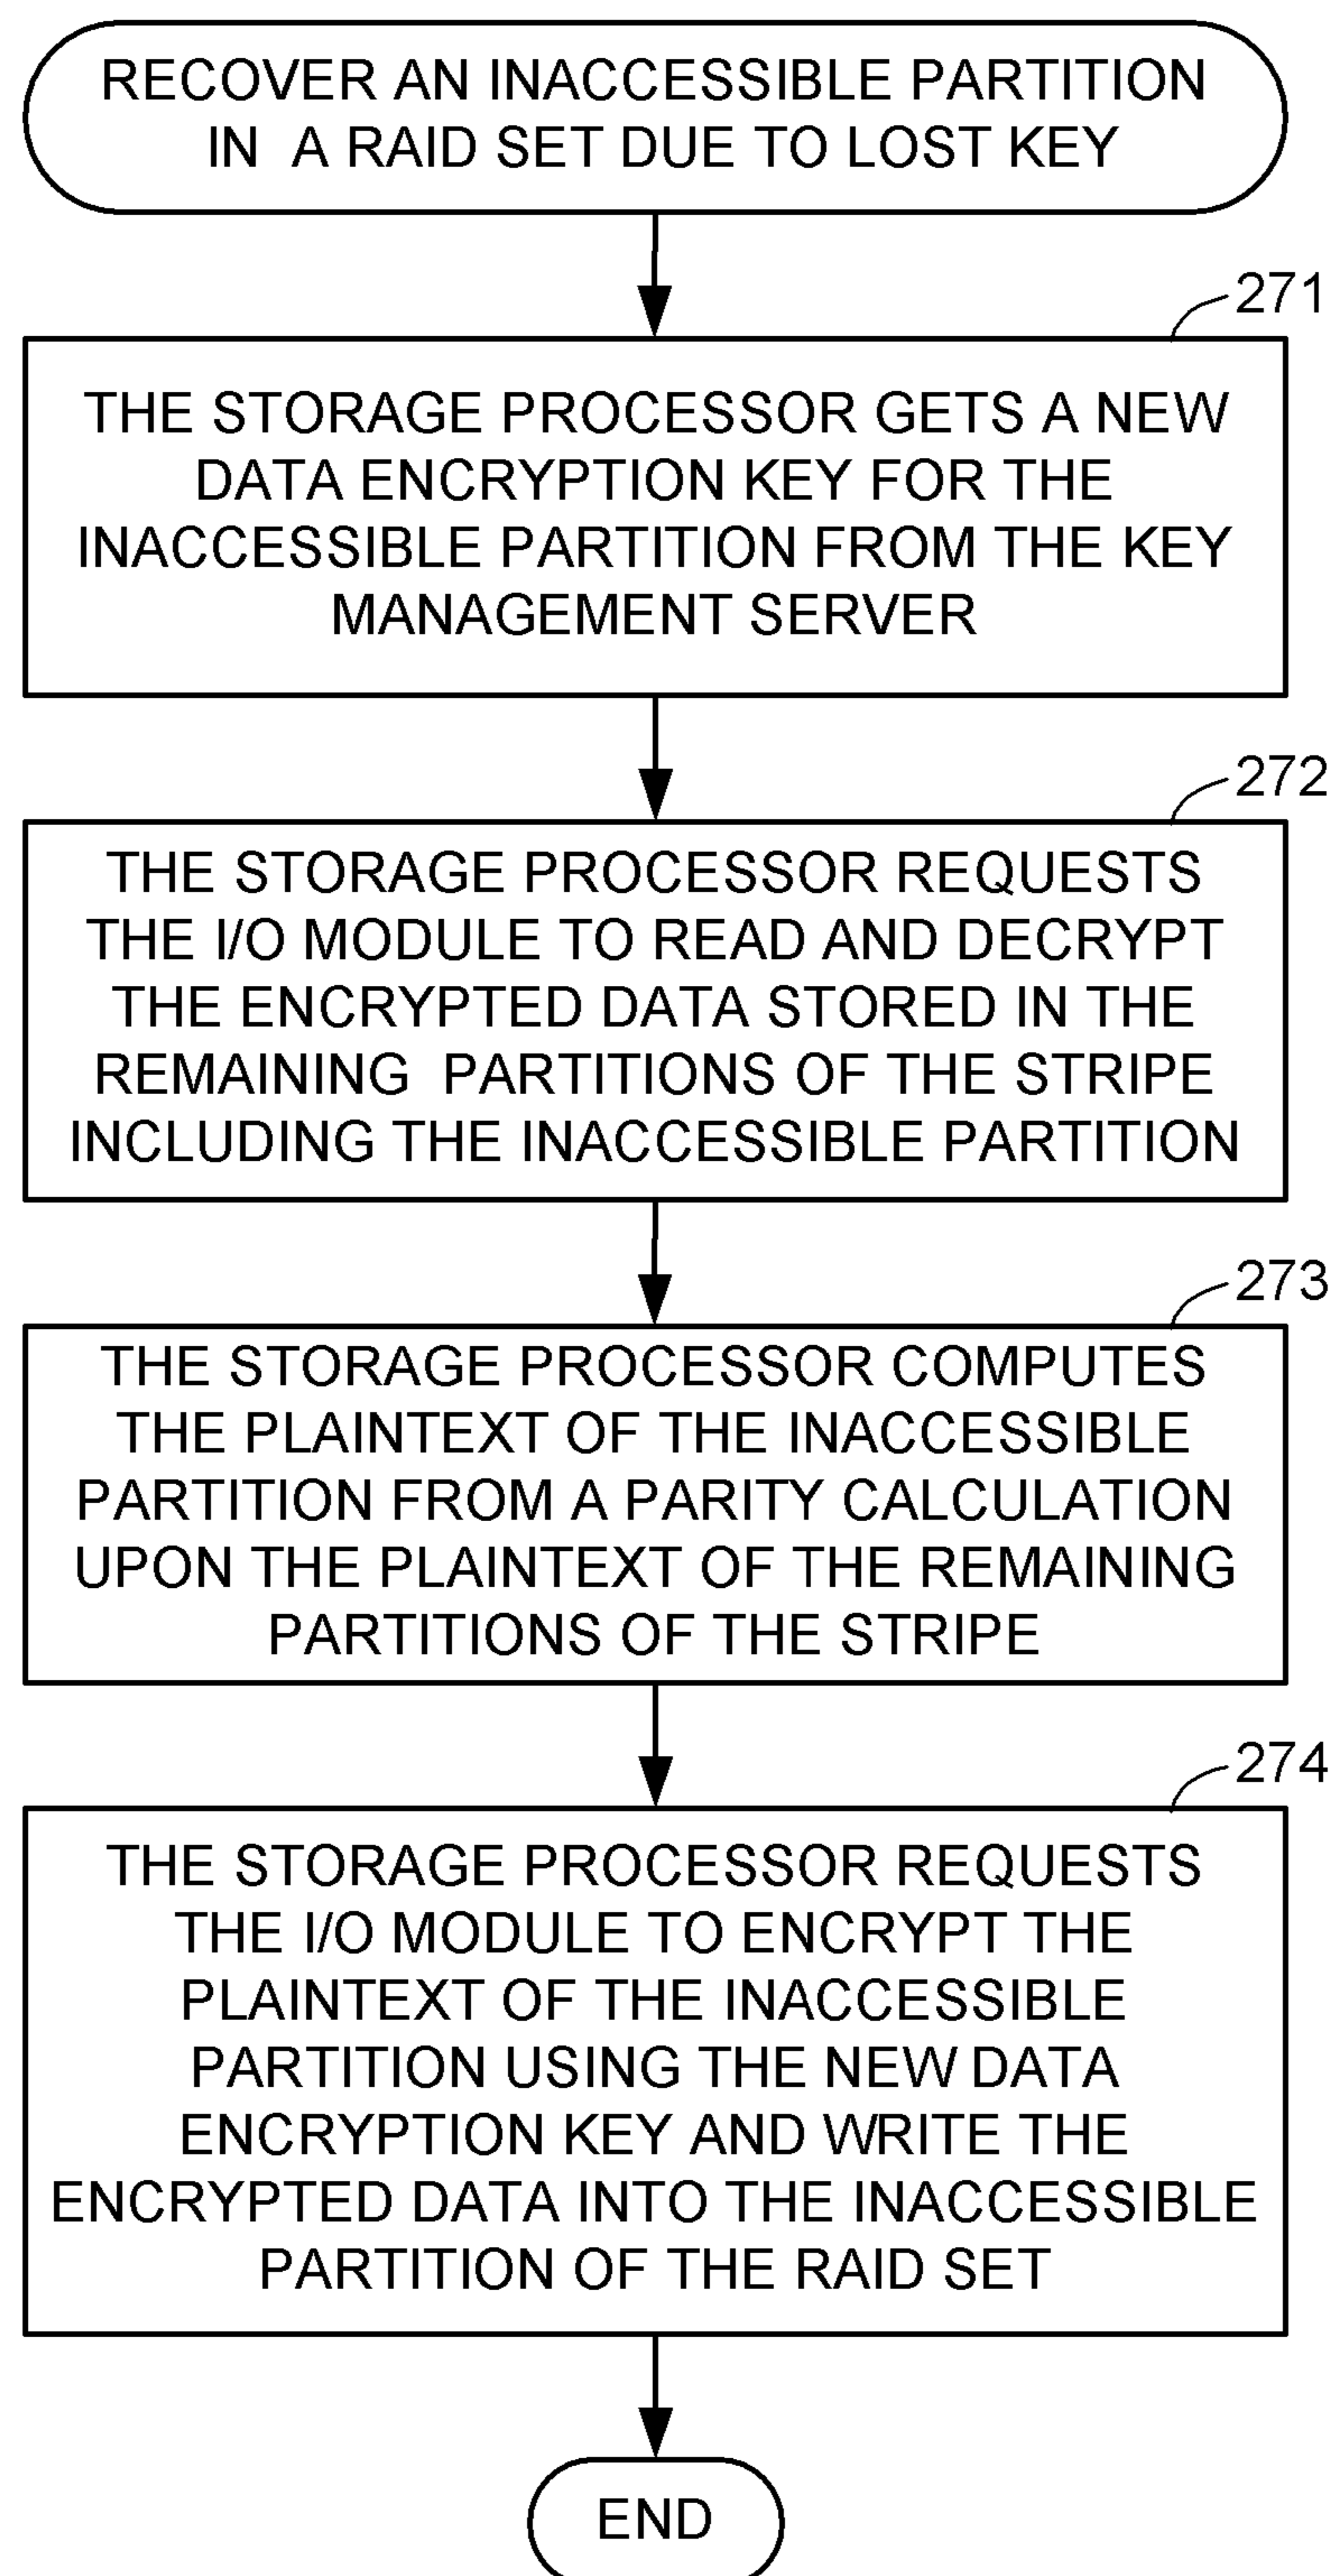 RECOVER AN INACCESSIBLE PARTITION
IN A RAID SET DUE TO LOST KEY
271
THE STORAGE PROCESSOR GETS A NEW
DATA ENCRYPTION KEY FOR THE
INACCESSIBLE PARTITION FROM THE KEY
MANAGEMENT SERVER
272
THE STORAGE PROCESSOR REQUESTS
THE I/O MODULE TO READ AND DECRYPT
THE ENCRYPTED DATA STORED IN THE
REMAINING PARTITIONS OF THE STRIPE
INCLUDING THE INACCESSIBLE PARTITION
273
THE STORAGE PROCESSOR COMPUTES
THE PLAINTEXT OF THE INACCESSIBLE
PARTITION FROM A PARITY CALCULATION
UPON THE PLAINTEXT OF THE REMAINING
PARTITIONS OF THE STRIPE
274
THE STORAGE PROCESSOR REQUESTS
THE I/O MODULE TO ENCRYPT THE
PLAINTEXT OF THE INACCESSIBLE
PARTITION USING THE NEW DATA
ENCRYPTION KEY AND WRITE THE
ENCRYPTED DATA INTO THE INACCESSIBLE
PARTITION OF THE RAID SET
END